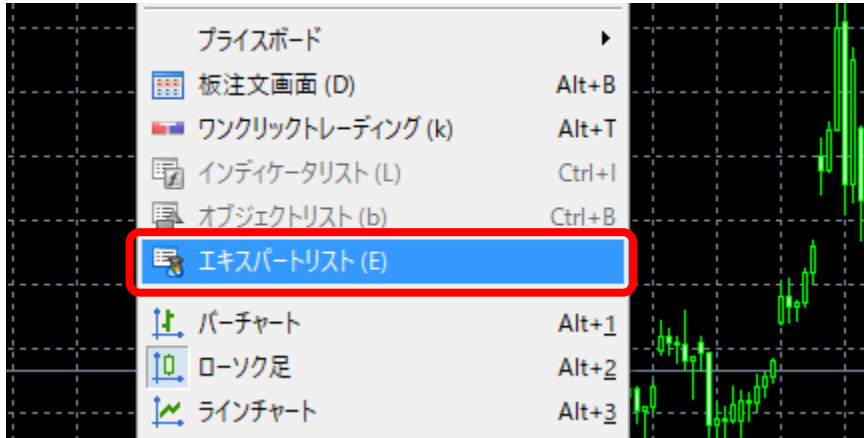 プライスボード
板注文画面 (D) Alt+B
ワンクリックトレーディング (k) Alt+T
インディケータリスト (L) Ctrl+I
オブジェクトリスト (b) Ctrl+B
エキスパートリスト (E)
バーチャート Alt+1
ローソク足 Alt+2
ラインチャート Alt+3